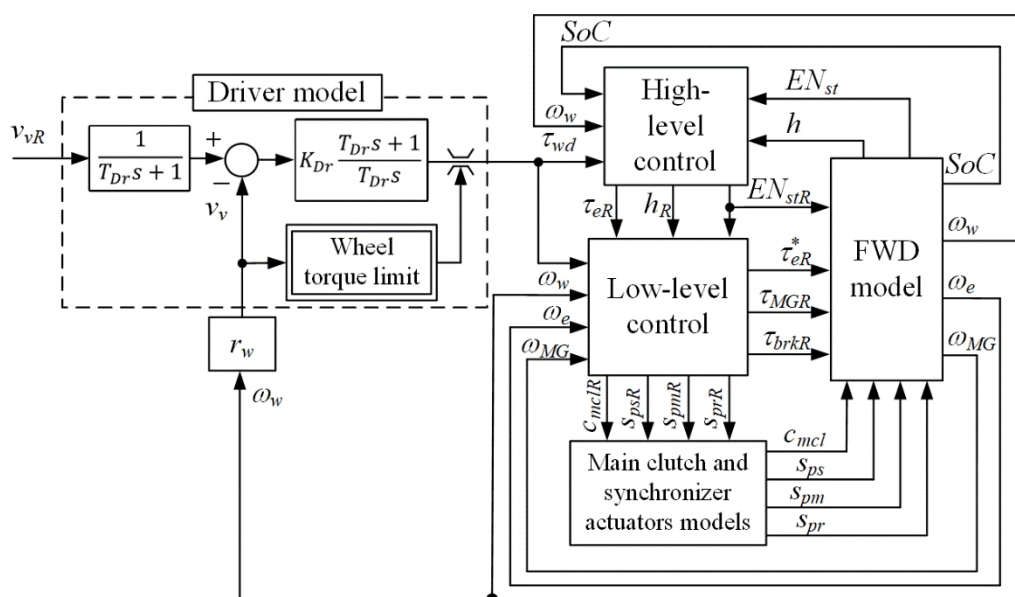 SoC
Driver model
High-
level
control
EN_st
ω_w
h
v_vR
1
T_Dr s + 1
+
−
K_Dr
T_Dr s + 1
T_Dr s
τ_wd
SoC
v_v
τ_eR
h_R
EN_stR
Wheel
torque limit
FWD
model
ω_w
τ*_eR
ω_w
Low-level
control
ω_e
ω_e
τ_MGR
r_w
ω_MG
τ_brkR
ω_MG
ω_w
c_mclR
s_psR
s_pmR
s_prR
Main clutch and
synchronizer
actuators models
c_mcl
s_ps
s_pm
s_pr